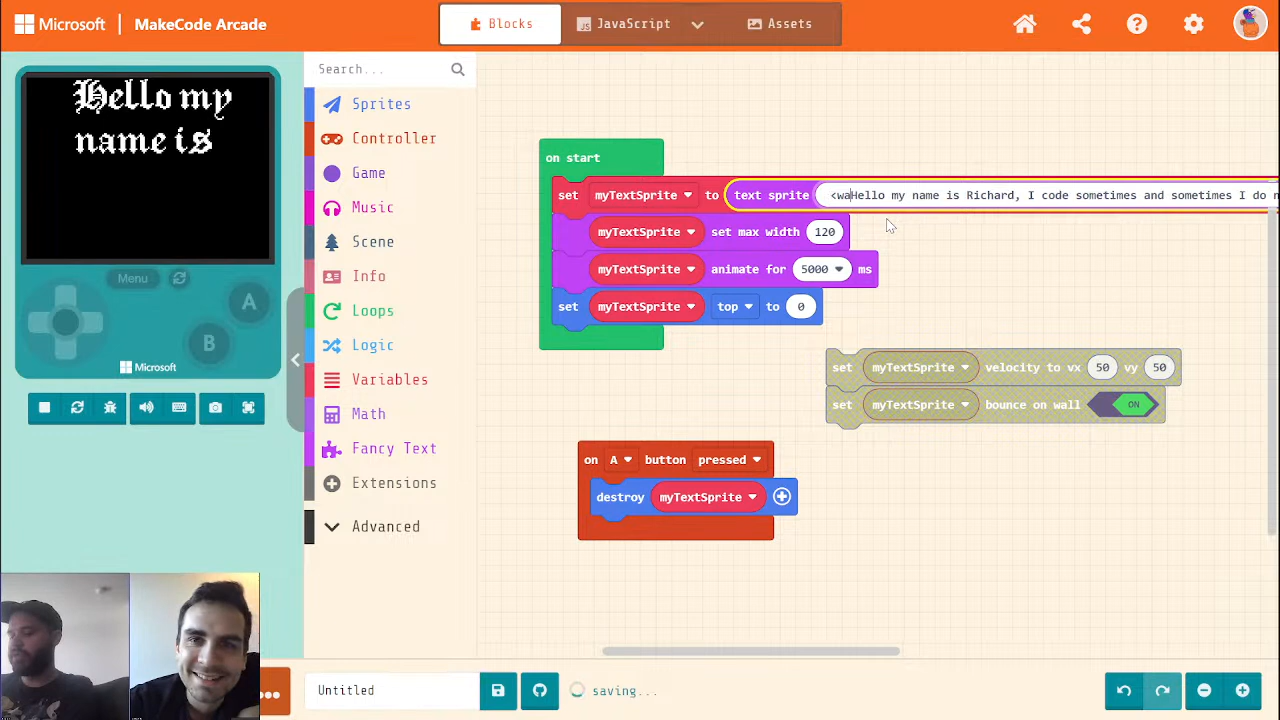 Microsoft | MakeCode Arcade
Blocks
JavaScript
Assets
Hello my
name is
Menu
A
B
Microsoft
Search...
Sprites
Controller
Game
Music
Scene
Info
Loops
Logic
Variables
Math
Fancy Text
Extensions
Advanced
on start
set myTextSprite to text sprite <waHello my name is Richard, I code sometimes and sometimes I do n
myTextSprite set max width 120
myTextSprite animate for 5000 ms
set myTextSprite top to 0
set myTextSprite velocity to vx 50 vy 50
set myTextSprite bounce on wall ON
on A button pressed
destroy myTextSprite
Untitled
saving...